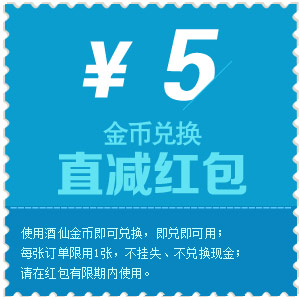 ¥ 5
金币兑换
直减红包
使用酒仙金币即可兑换，即兑即可用；
每张订单限用1张，不挂失、不兑换现金；
请在红包有限期内使用。